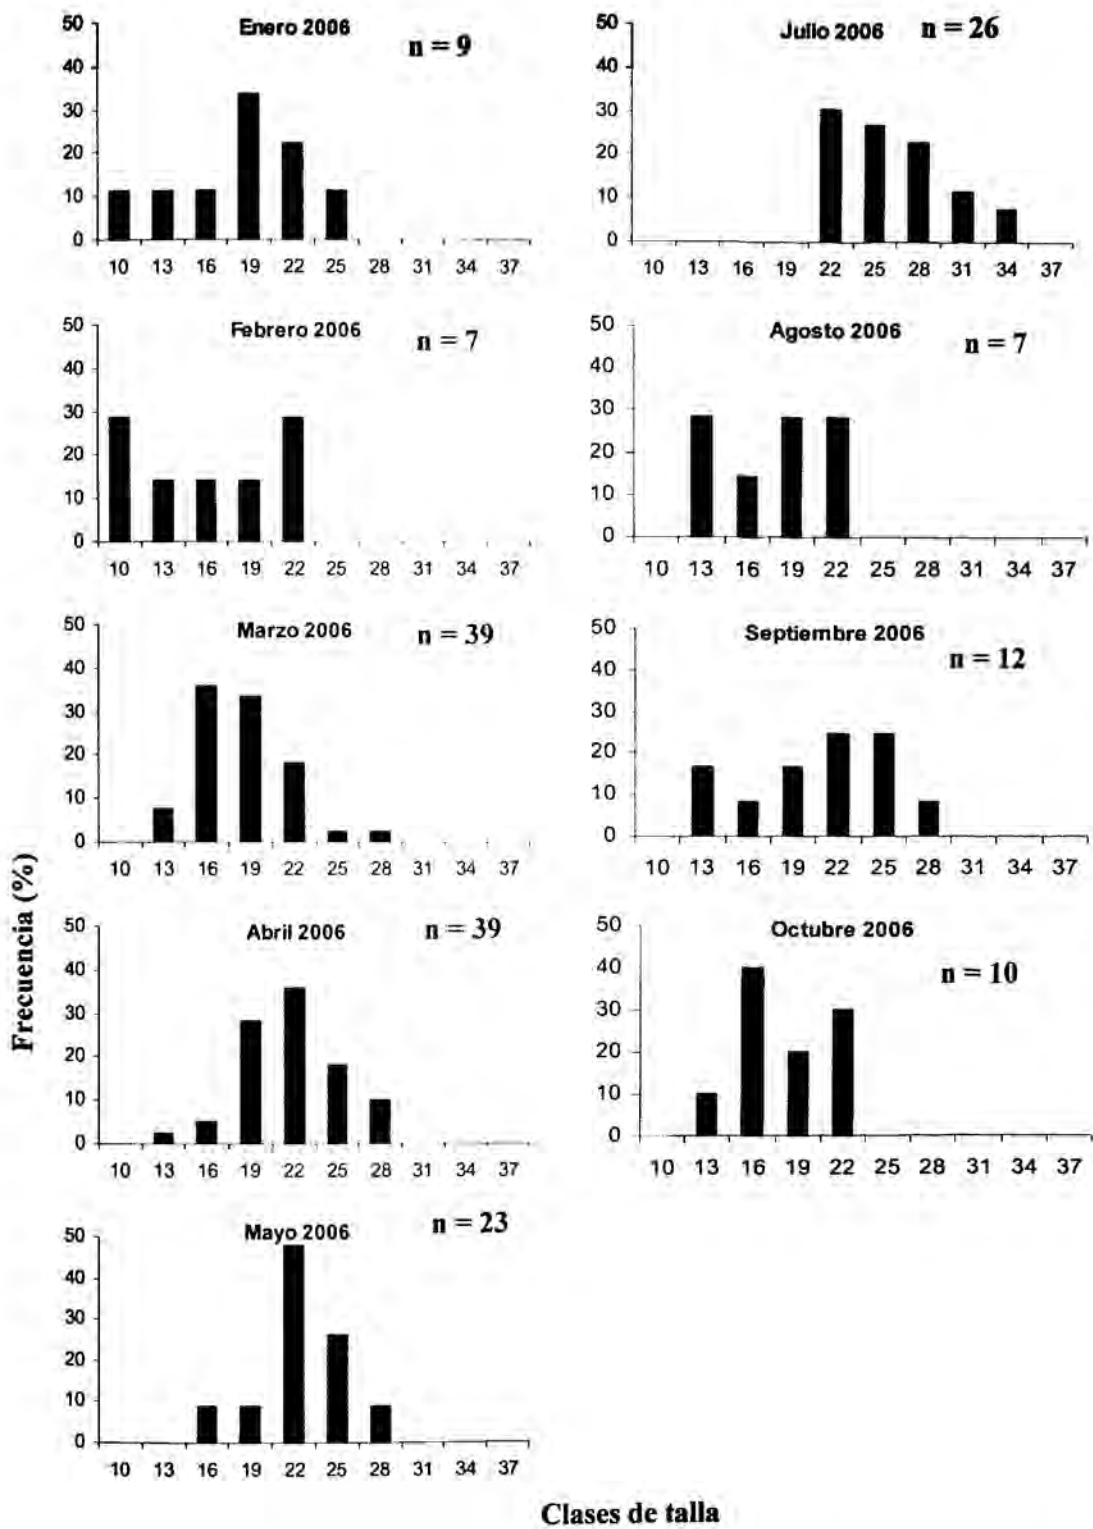 Enero 2006
n = 9
50
40
30
20
10
0
10 13 16 19 22 25 28 31 34 37
Febrero 2006
n = 7
50
40
30
20
10
0
10 13 16 19 22 25 28 31 34 37
Marzo 2006
n = 39
50
40
30
20
10
0
10 13 16 19 22 25 28 31 34 37
Abril 2006
n = 39
50
40
30
20
10
0
10 13 16 19 22 25 28 31 34 37
Mayo 2006
n = 23
50
40
30
20
10
0
10 13 16 19 22 25 28 31 34 37
Julio 2006
n = 26
50
40
30
20
10
0
10 13 16 19 22 25 28 31 34 37
Agosto 2006
n = 7
50
40
30
20
10
0
10 13 16 19 22 25 28 31 34 37
Septiembre 2006
n = 12
50
40
30
20
10
0
10 13 16 19 22 25 28 31 34 37
Octubre 2006
n = 10
50
40
30
20
10
0
10 13 16 19 22 25 28 31 34 37
Frecuencia (%)
Clases de talla